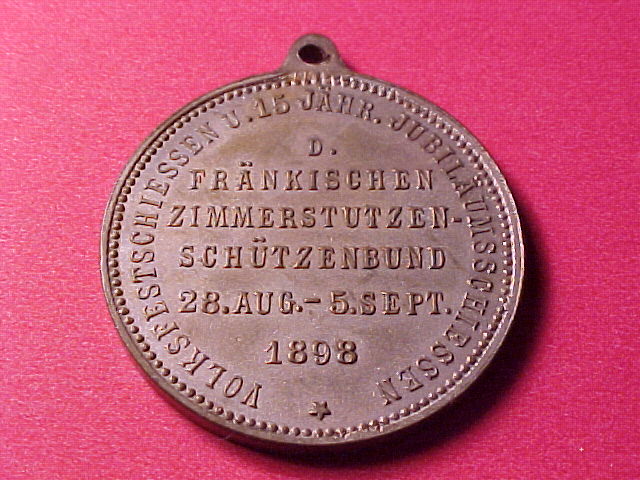 VOLKSFESTSCHIESSEN U. 15 JÄHR. JUBILÄUMSSCHIESSEN
D.
FRÄNKISCHEN
ZIMMERSTUTZEN-
SCHÜTZENBUND
28.AUG.-5.SEPT.
1898